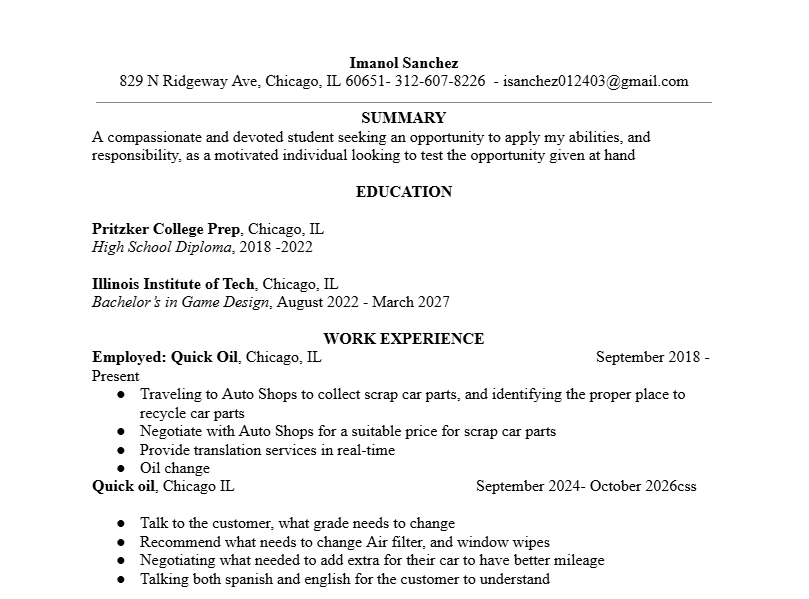 Imanol Sanchez
829 N Ridgeway Ave, Chicago, IL 60651- 312-607-8226 - isanchez012403@gmail.com
SUMMARY
A compassionate and devoted student seeking an opportunity to apply my abilities, and
responsibility, as a motivated individual looking to test the opportunity given at hand
EDUCATION
Pritzker College Prep, Chicago, IL
High School Diploma, 2018 -2022
Illinois Institute of Tech, Chicago, IL
Bachelor's in Game Design, August 2022 - March 2027
WORK EXPERIENCE
Employed: Quick Oil, Chicago, IL September 2018 -
Present
● Traveling to Auto Shops to collect scrap car parts, and identifying the proper place to
recycle car parts
● Negotiate with Auto Shops for a suitable price for scrap car parts
● Provide translation services in real-time
● Oil change
Quick oil, Chicago IL September 2024- October 2026css
● Talk to the customer, what grade needs to change
● Recommend what needs to change Air filter, and window wipes
● Negotiating what needed to add extra for their car to have better mileage
● Talking both spanish and english for the customer to understand